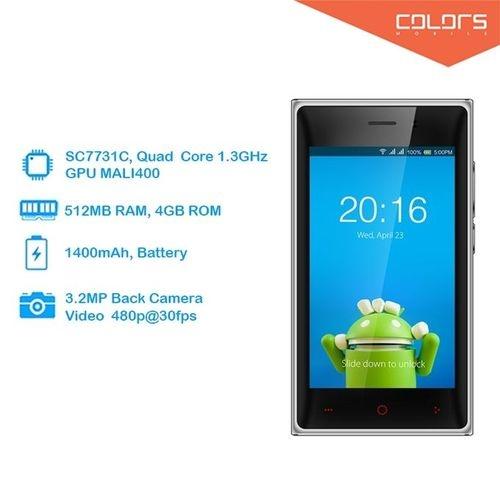 COLORS
MOBILE
SC7731C, Quad Core 1.3GHz
GPU MALI400
512MB RAM, 4GB ROM
1400mAh, Battery
3.2MP Back Camera
Video 480p@30fps
100% 5:00PM
20:16
Wed, April 23
Slide down to unlock